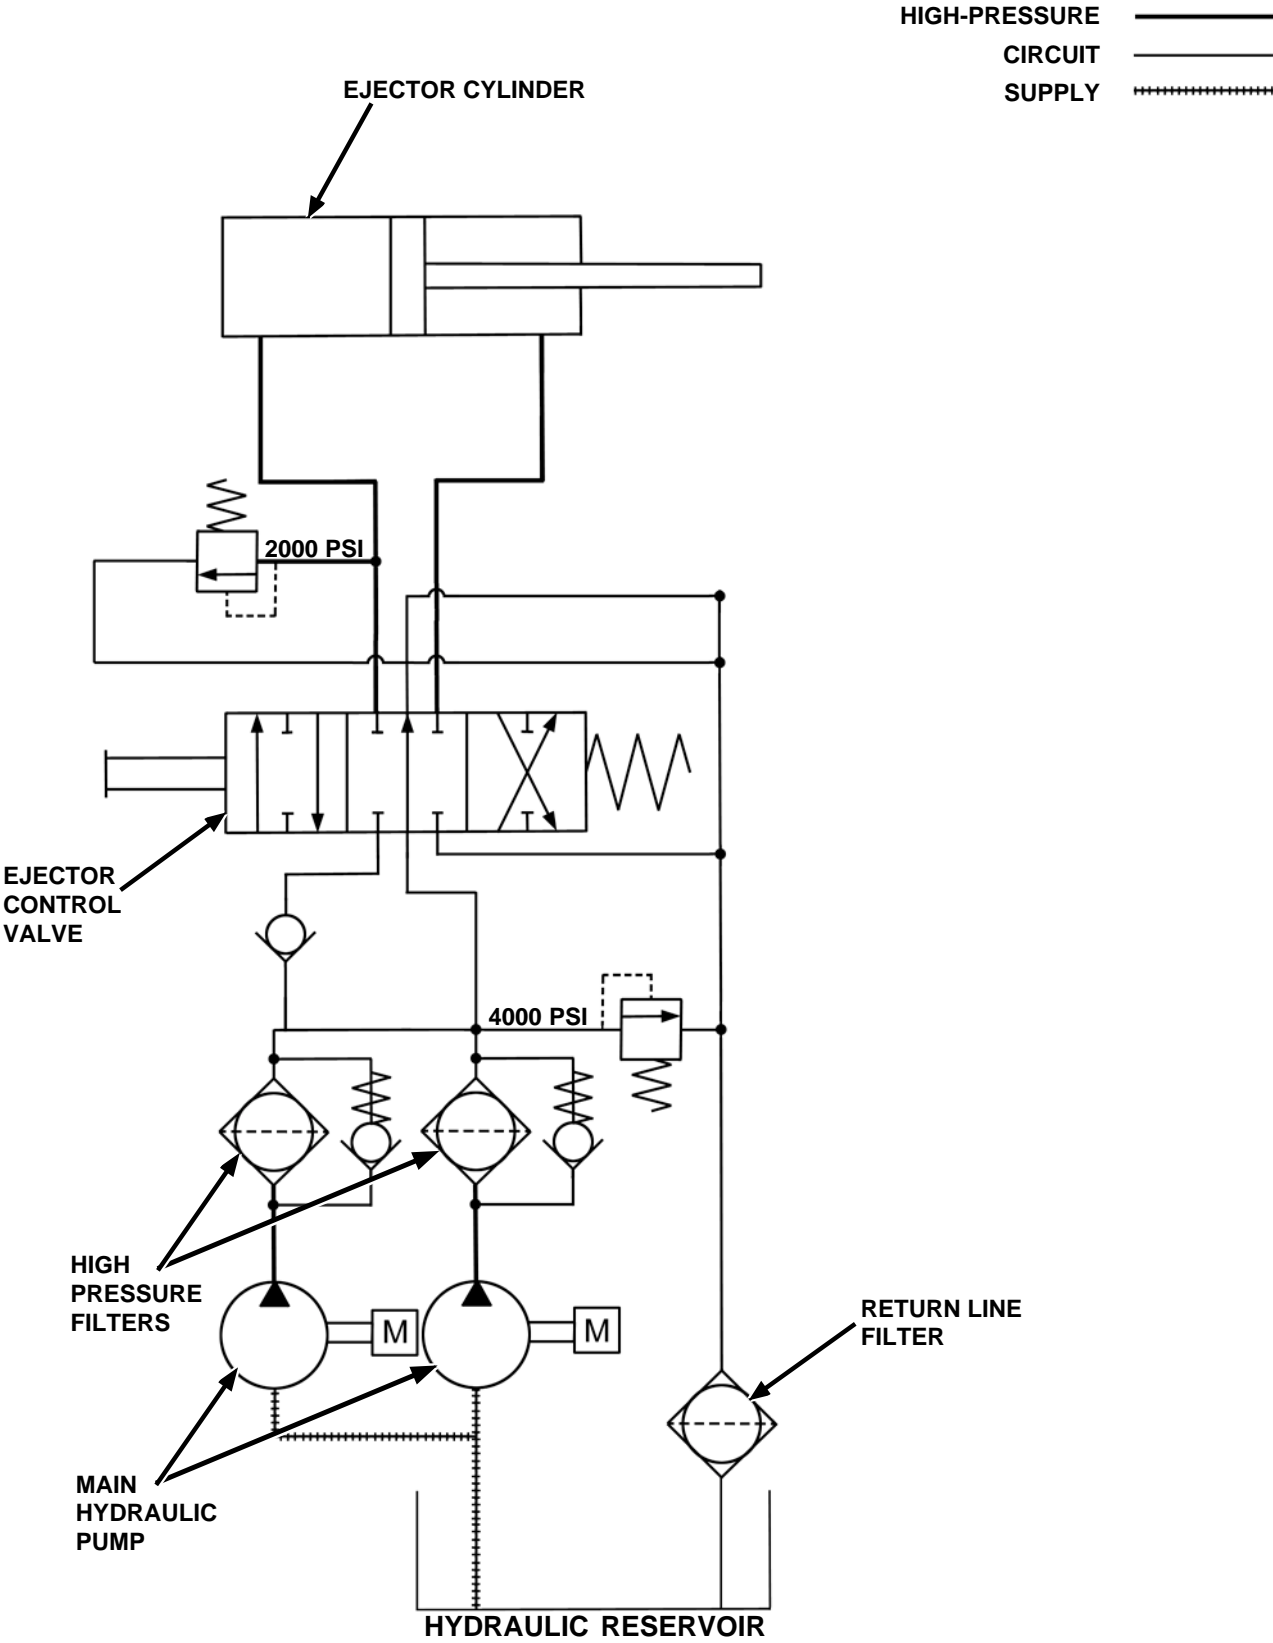 HIGH-PRESSURE
CIRCUIT
SUPPLY
EJECTOR CYLINDER
2000 PSI
EJECTOR
CONTROL
VALVE
4000 PSI
HIGH
PRESSURE
FILTERS
M
M
RETURN LINE
FILTER
MAIN
HYDRAULIC
PUMP
HYDRAULIC RESERVOIR